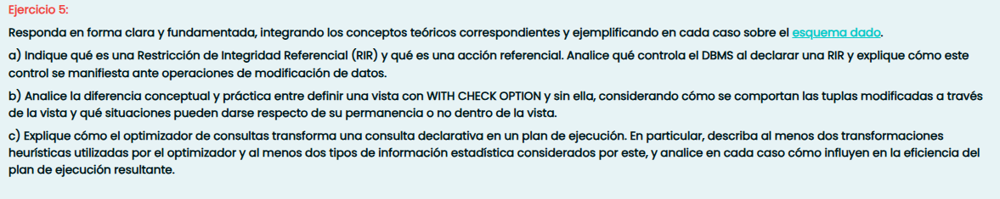 Ejercicio 5:
Responda en forma clara y fundamentada, integrando los conceptos teóricos correspondientes y ejemplificando en cada caso sobre el esquema dado.
a) Indique qué es una Restricción de Integridad Referencial (RIR) y qué es una acción referencial. Analice qué controla el DBMS al declarar una RIR y explique cómo este
control se manifiesta ante operaciones de modificación de datos.
b) Analice la diferencia conceptual y práctica entre definir una vista con WITH CHECK OPTION y sin ella, considerando cómo se comportan las tuplas modificadas a través
de la vista y qué situaciones pueden darse respecto de su permanencia o no dentro de la vista.
c) Explique cómo el optimizador de consultas transforma una consulta declarativa en un plan de ejecución. En particular, describa al menos dos transformaciones
heurísticas utilizadas por el optimizador y al menos dos tipos de información estadística considerados por este, y analice en cada caso cómo influyen en la eficiencia del
plan de ejecución resultante.